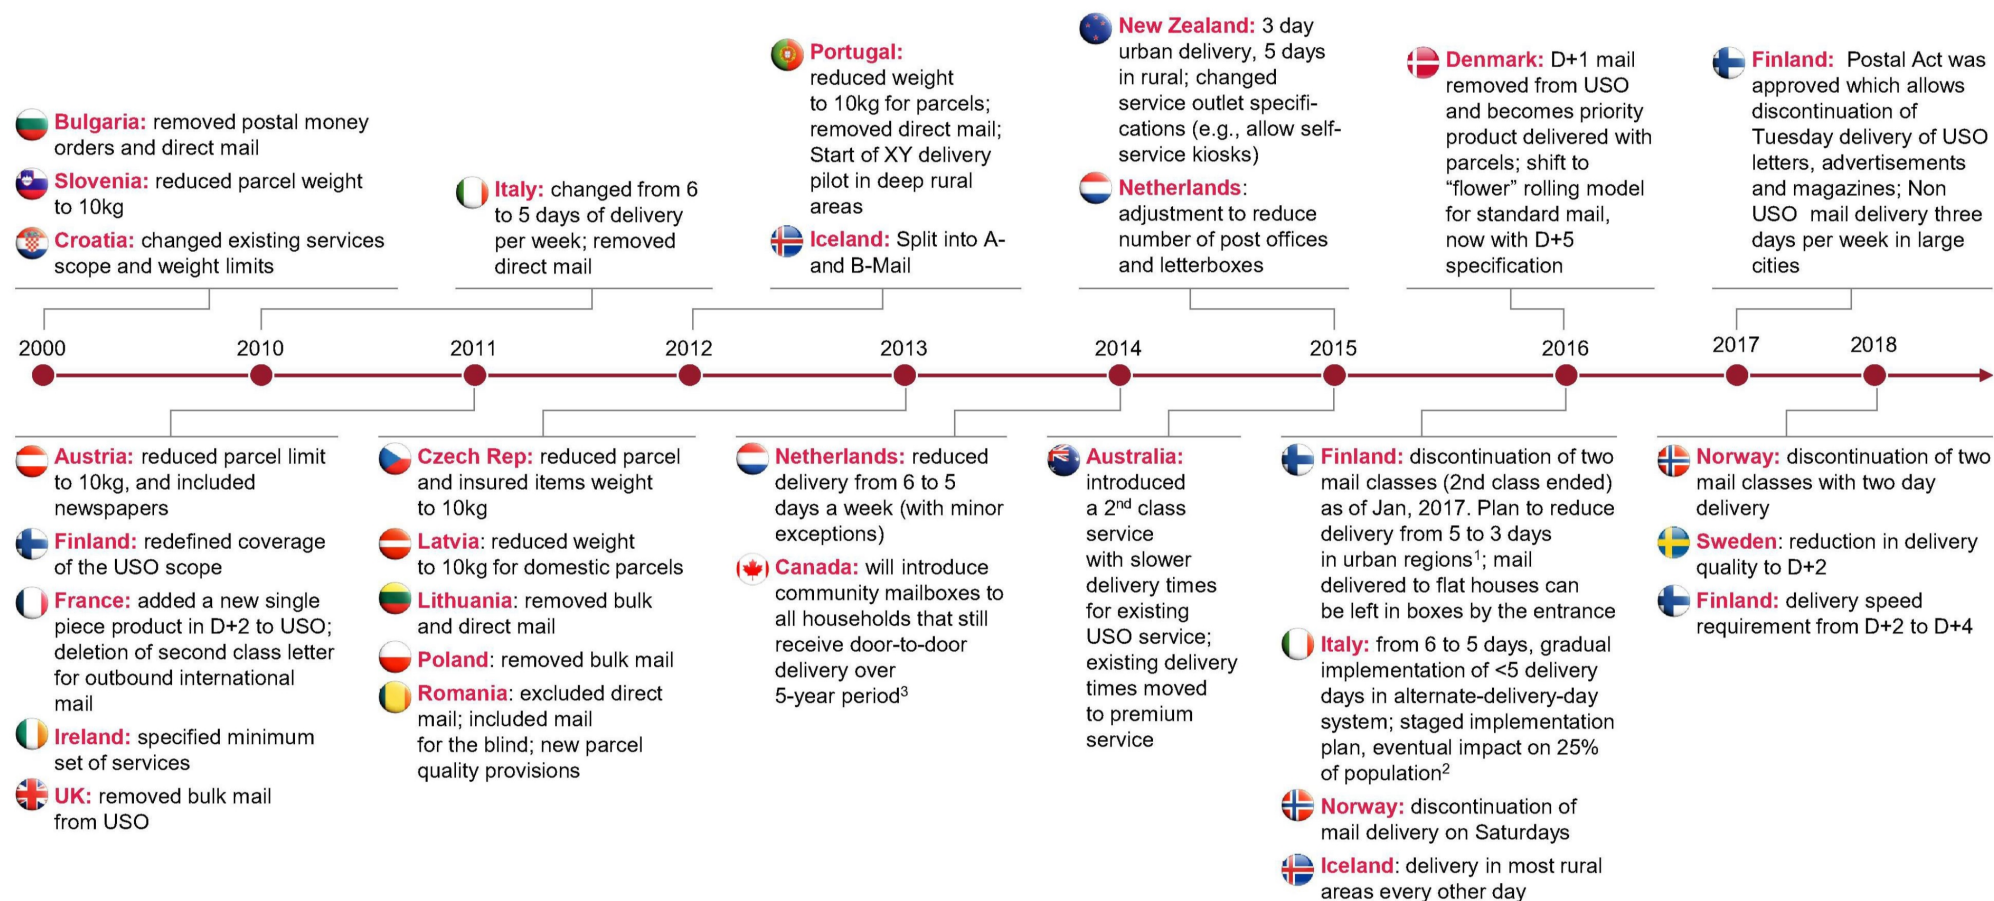 Bulgaria: removed postal money
orders and direct mail
Slovenia: reduced parcel weight
to 10kg
Croatia: changed existing services
scope and weight limits
Italy: changed from 6
to 5 days of delivery
per week; removed
direct mail
Portugal:
reduced weight
to 10kg for parcels;
removed direct mail;
Start of XY delivery
pilot in deep rural
areas
Iceland: Split into A-
and B-Mail
New Zealand: 3 day
urban delivery, 5 days
in rural; changed
service outlet specifi-
cations (e.g., allow self-
service kiosks)
Netherlands:
adjustment to reduce
number of post offices
and letterboxes
Denmark: D+1 mail
removed from USO
and becomes priority
product delivered with
parcels; shift to
“flower” rolling model
for standard mail,
now with D+5
specification
Finland: Postal Act was
approved which allows
discontinuation of
Tuesday delivery of USO
letters, advertisements
and magazines; Non
USO mail delivery three
days per week in large
cities
2000 2010 2011 2012 2013 2014 2015 2016 2017 2018
Austria: reduced parcel limit
to 10kg, and included
newspapers
Finland: redefined coverage
of the USO scope
France: added a new single
piece product in D+2 to USO;
deletion of second class letter
for outbound international
mail
Ireland: specified minimum
set of services
UK: removed bulk mail
from USO
Czech Rep: reduced parcel
and insured items weight
to 10kg
Latvia: reduced weight
to 10kg for domestic parcels
Lithuania: removed bulk
and direct mail
Poland: removed bulk mail
Romania: excluded direct
mail; included mail
for the blind; new parcel
quality provisions
Netherlands: reduced
delivery from 6 to 5
days a week (with minor
exceptions)
Canada: will introduce
community mailboxes to
all households that still
receive door-to-door
delivery over
5-year period³
Australia:
introduced
a 2nd class
service
with slower
delivery times
for existing
USO service;
existing delivery
times moved
to premium
service
Finland: discontinuation of two
mail classes (2nd class ended)
as of Jan, 2017. Plan to reduce
delivery from 5 to 3 days
in urban regions¹; mail
delivered to flat houses can
be left in boxes by the entrance
Italy: from 6 to 5 days, gradual
implementation of <5 delivery
days in alternate-delivery-day
system; staged implementation
plan, eventual impact on 25%
of population²
Norway: discontinuation of
mail delivery on Saturdays
Iceland: delivery in most rural
areas every other day
Norway: discontinuation of two
mail classes with two day
delivery
Sweden: reduction in delivery
quality to D+2
Finland: delivery speed
requirement from D+2 to D+4